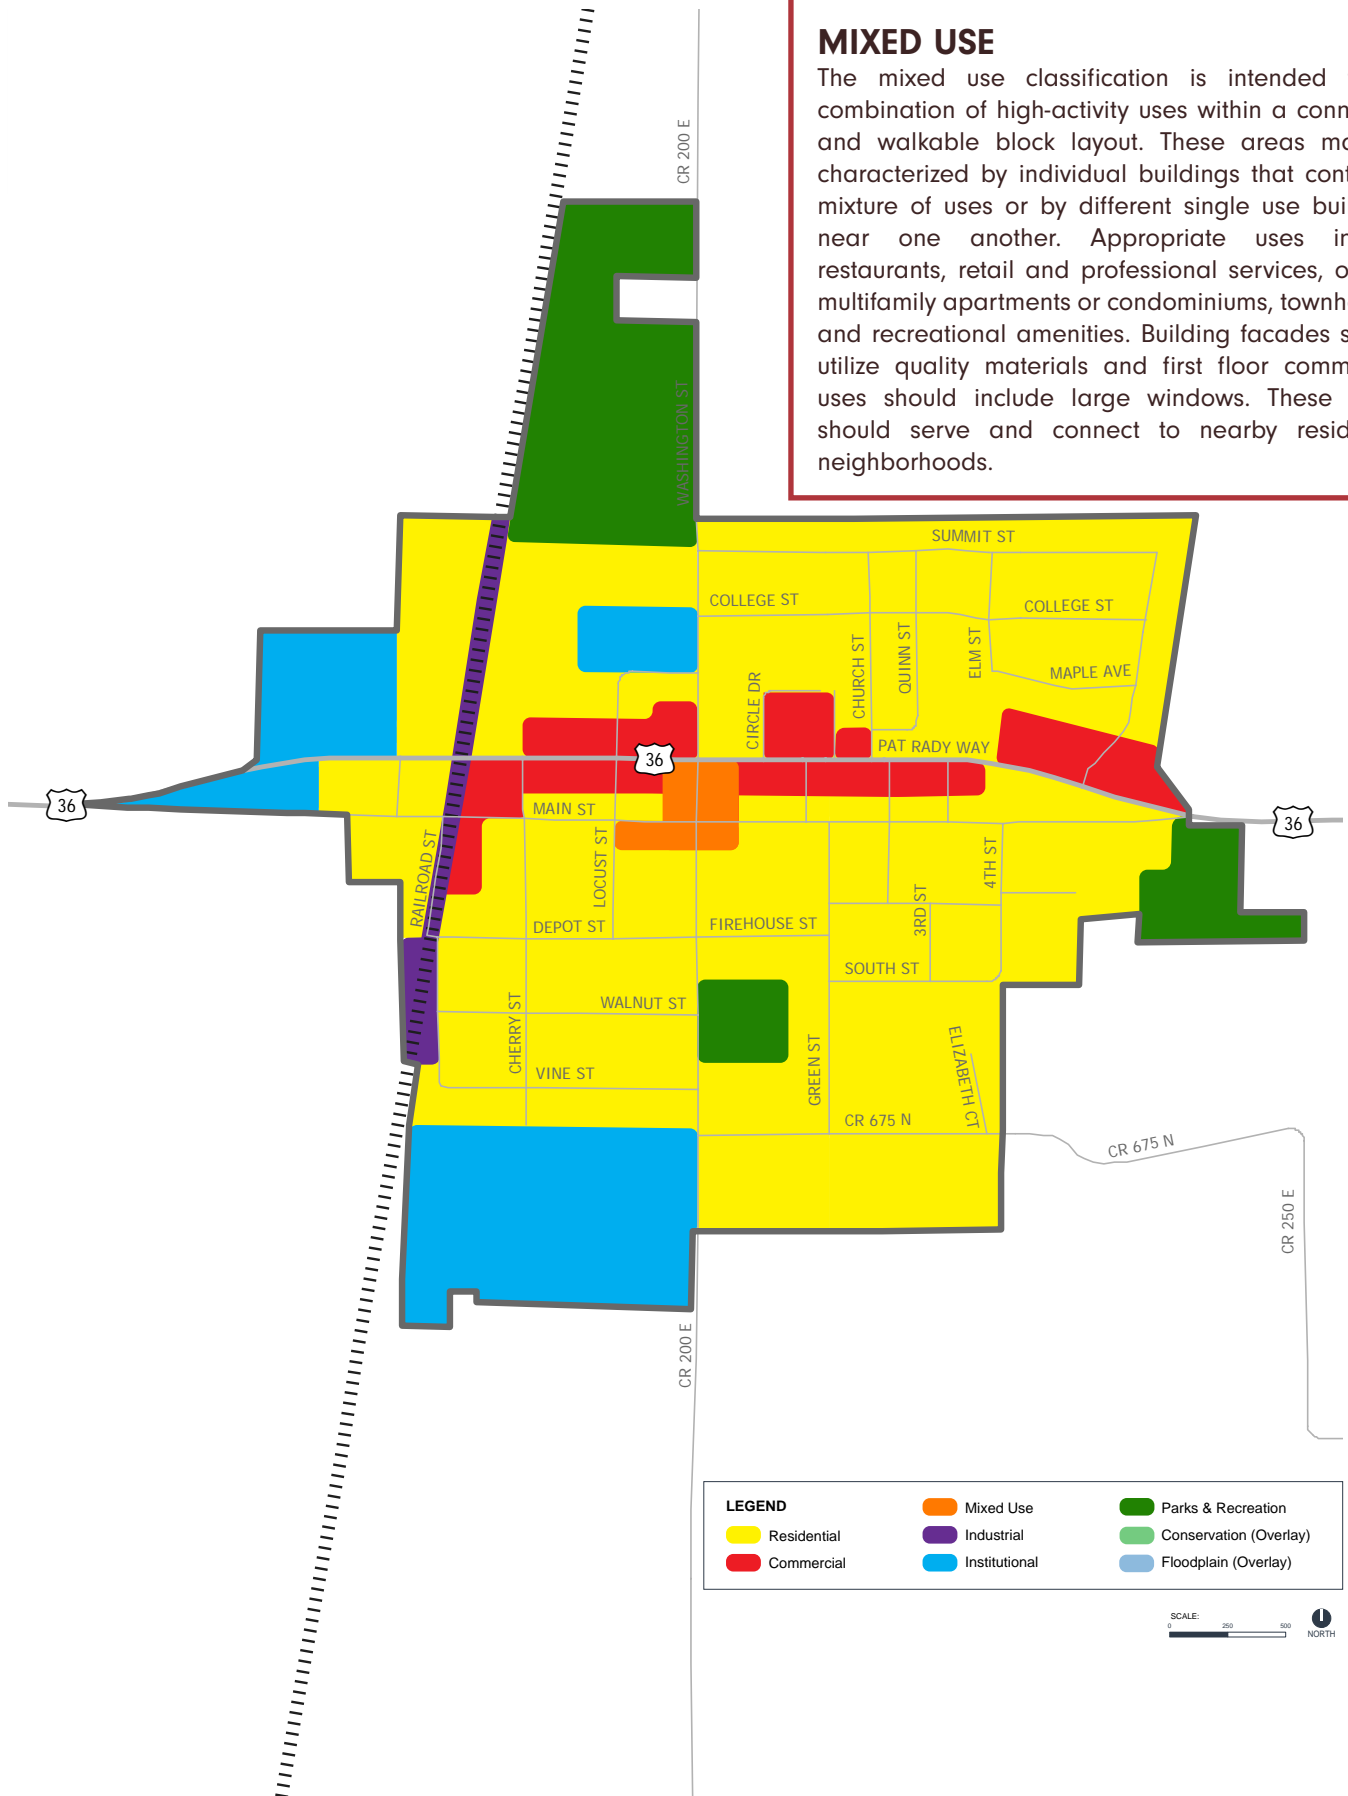 MIXED USE
The mixed use classification is intended
combination of high-activity uses within a conn
and walkable block layout. These areas ma
characterized by individual buildings that cont
mixture of uses or by different single use bui
near one another. Appropriate uses in
restaurants, retail and professional services, o
multifamily apartments or condominiums, townh
and recreational amenities. Building facades s
utilize quality materials and first floor comm
uses should include large windows. These
should serve and connect to nearby resid
neighborhoods.
CR 200 E
WASHINGTON ST
SUMMIT ST
COLLEGE ST
COLLEGE ST
CHURCH ST
QUINN ST
ELM ST
MAPLE AVE
CIRCLE DR
PAT RADY WAY
36
36
36
MAIN ST
RAILROAD ST
LOCUST ST
4TH ST
3RD ST
DEPOT ST
FIREHOUSE ST
SOUTH ST
WALNUT ST
CHERRY ST
GREEN ST
ELIZABETH CT
VINE ST
CR 675 N
CR 675 N
CR 250 E
CR 200 E
LEGEND
Residential
Commercial
Mixed Use
Industrial
Institutional
Parks & Recreation
Conservation (Overlay)
Floodplain (Overlay)
SCALE:
0 250 500
NORTH